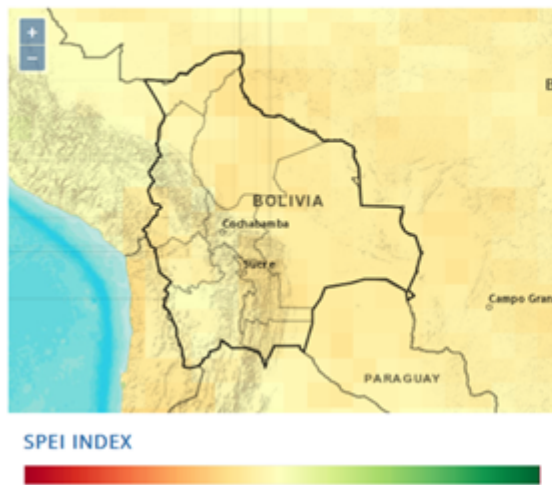 +
−
B
BOLIVIA
Cochabamba
Sucre
Campo Gran
PARAGUAY
SPEI INDEX